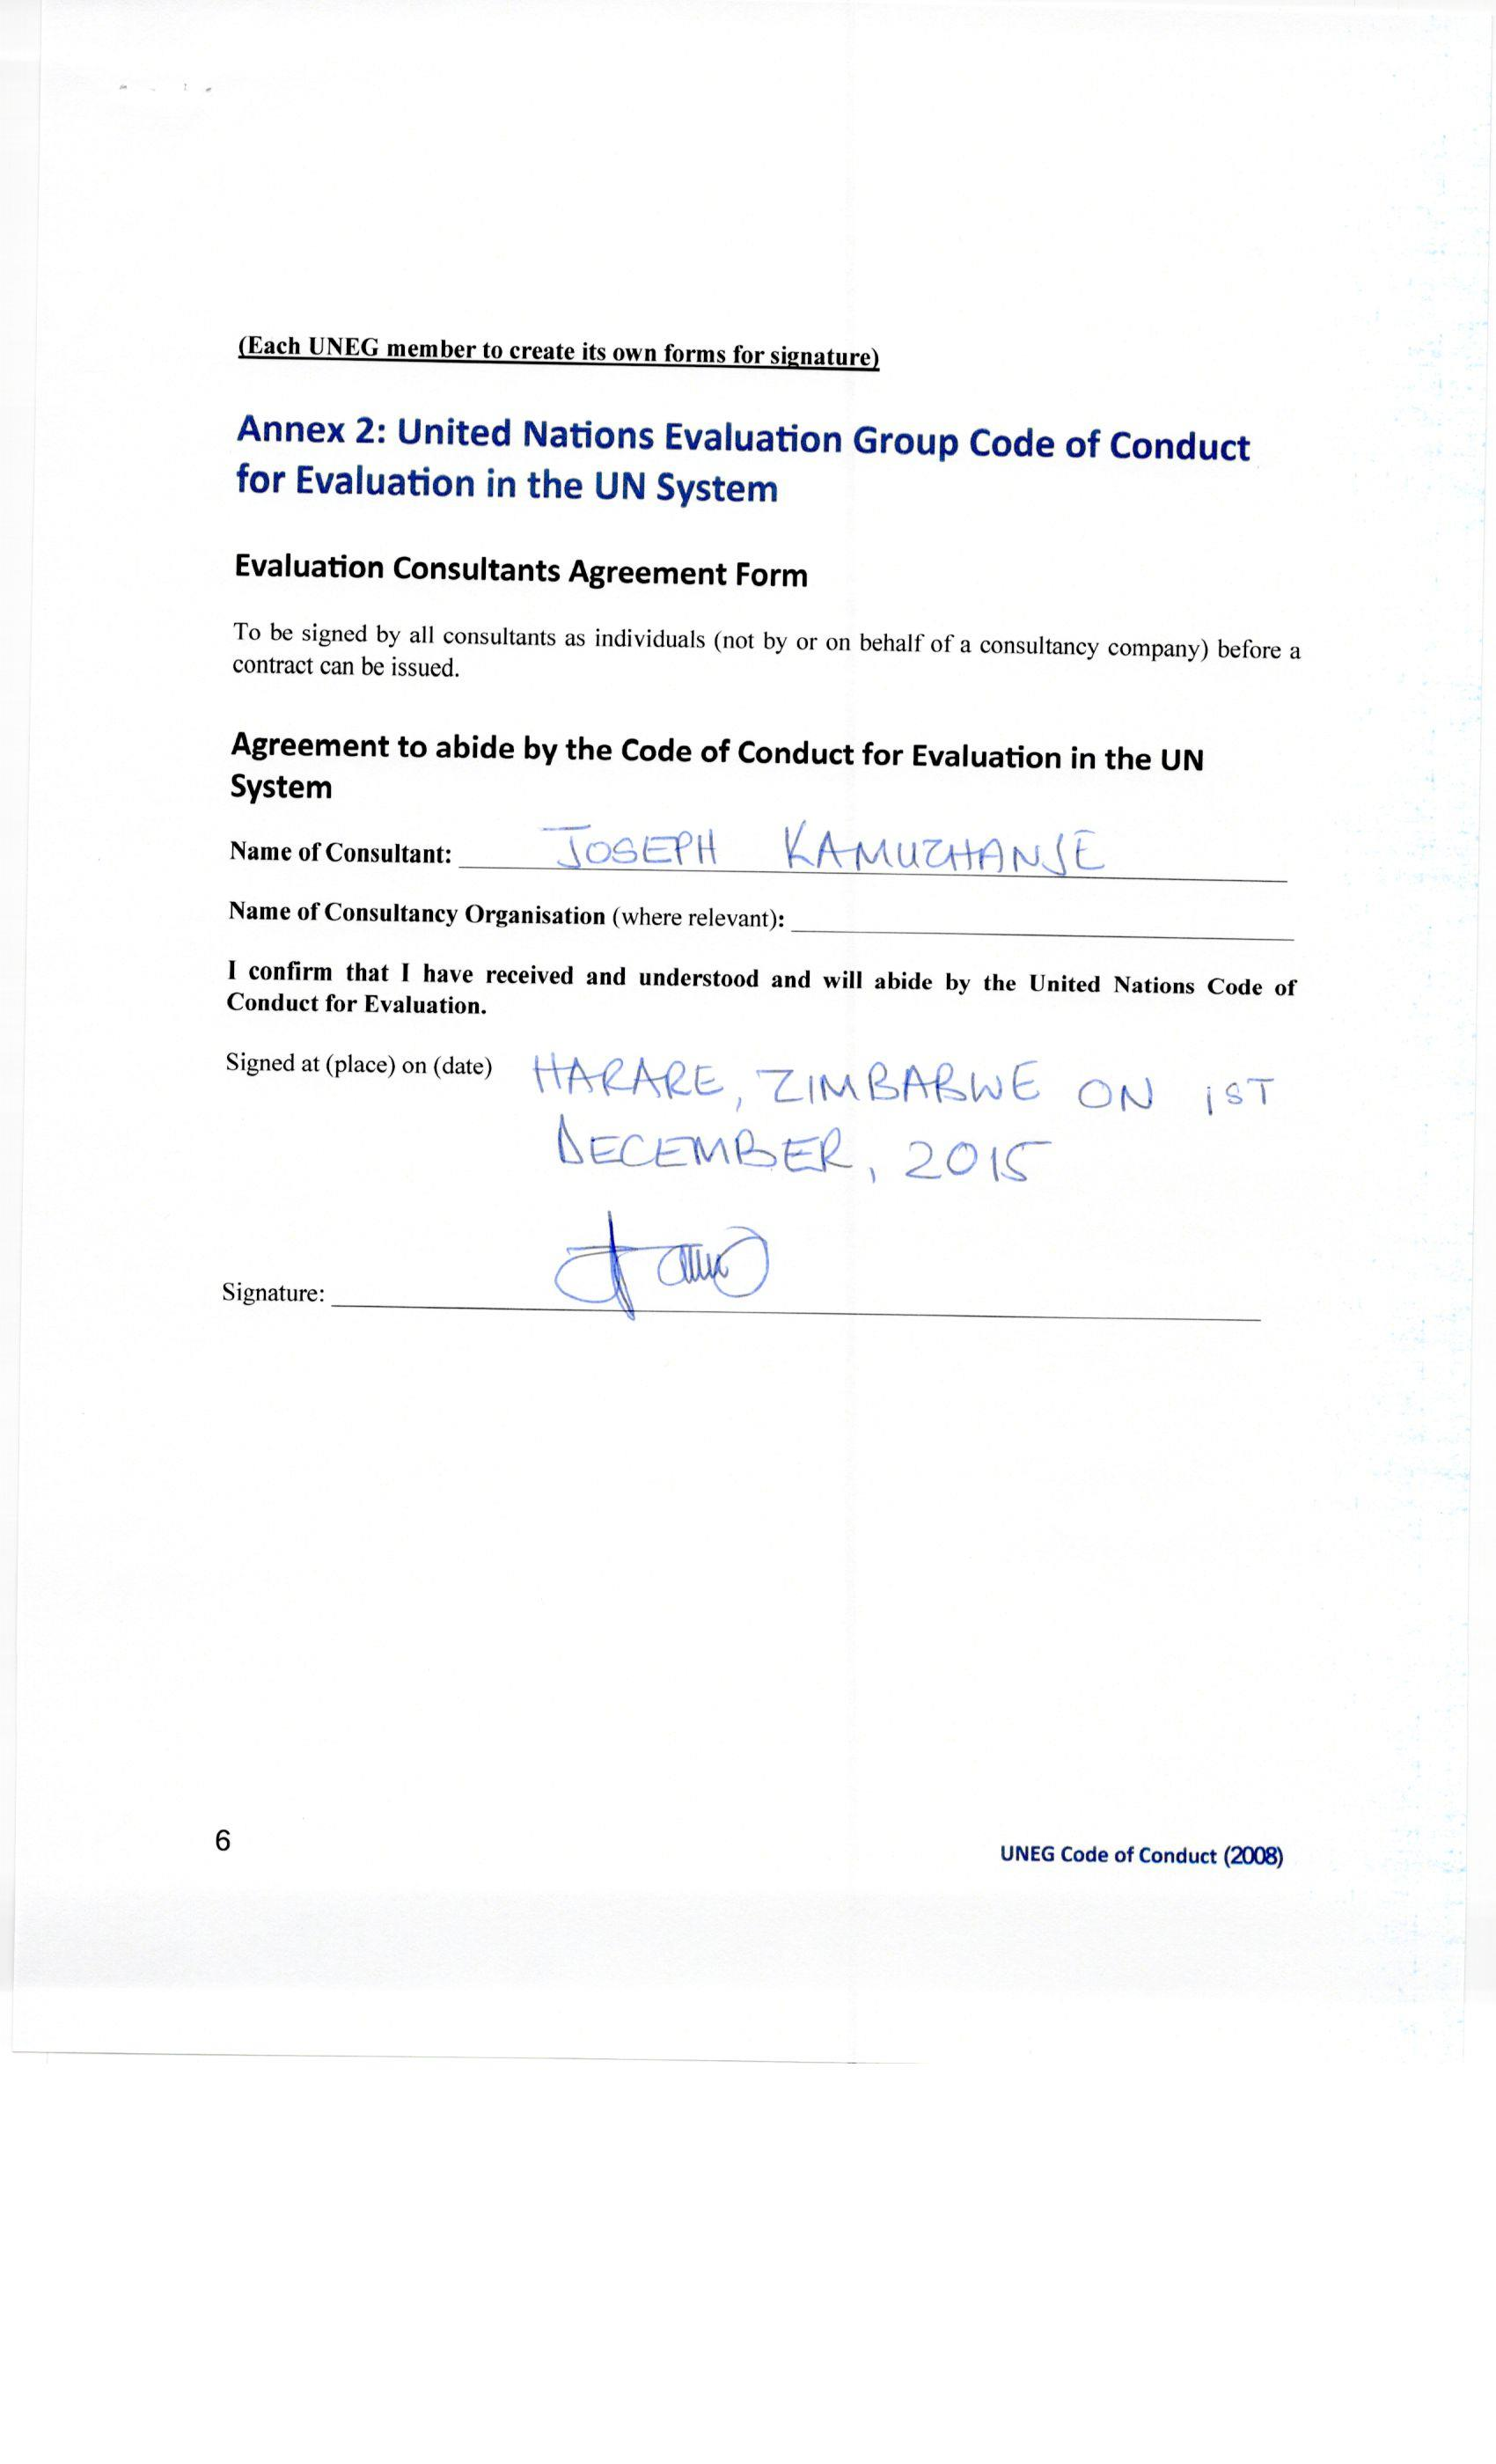 (Each UNEG member to create its own forms for signature)
Annex 2: United Nations Evaluation Group Code of Conduct
for Evaluation in the UN System
Evaluation Consultants Agreement Form
To be signed by all consultants as individuals (not by or on behalf of a consultancy company) before a
contract can be issued.
Agreement to abide by the Code of Conduct for Evaluation in the UN
System
Name of Consultant: JOSEPH KAMUZHANJE
Name of Consultancy Organisation (where relevant):
I confirm that I have received and understood and will abide by the United Nations Code of
Conduct for Evaluation.
Signed at (place) on (date) HARARE, ZIMBABWE ON 1ST
DECEMBER, 2015
Signature:
6 UNEG Code of Conduct (2008)